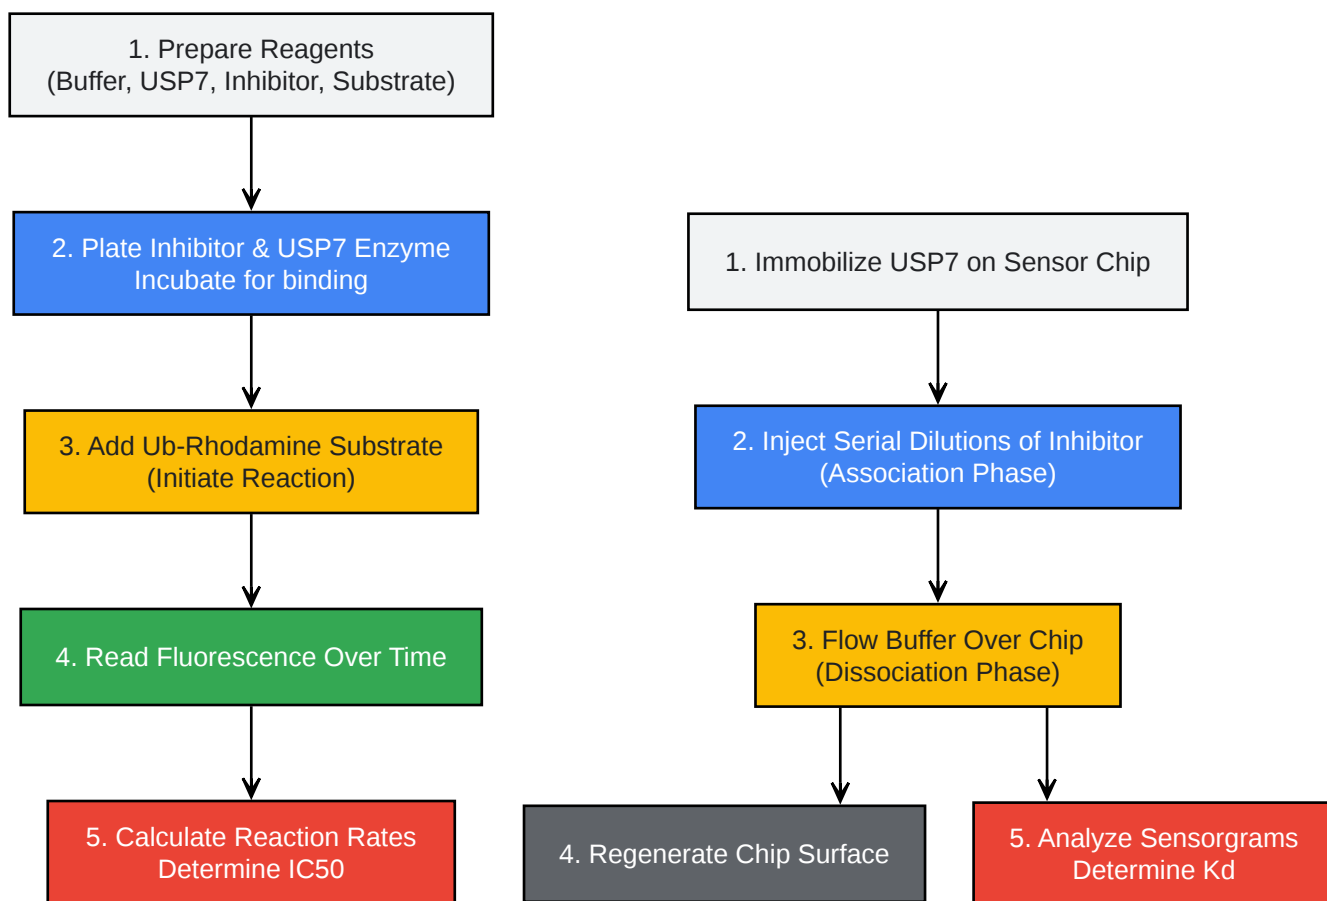 1. Prepare Reagents
(Buffer, USP7, Inhibitor, Substrate)
2. Plate Inhibitor & USP7 Enzyme
Incubate for binding
3. Add Ub-Rhodamine Substrate
(Initiate Reaction)
4. Read Fluorescence Over Time
5. Calculate Reaction Rates
Determine IC50
1. Immobilize USP7 on Sensor Chip
2. Inject Serial Dilutions of Inhibitor
(Association Phase)
3. Flow Buffer Over Chip
(Dissociation Phase)
4. Regenerate Chip Surface
5. Analyze Sensorgrams
Determine Kd